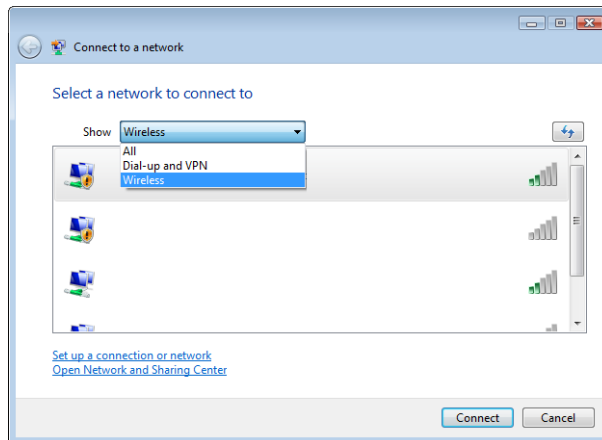 Connect to a network
Select a network to connect to
Show Wireless
All
Dial-up and VPN
Wireless
Set up a connection or network
Open Network and Sharing Center
Connect Cancel